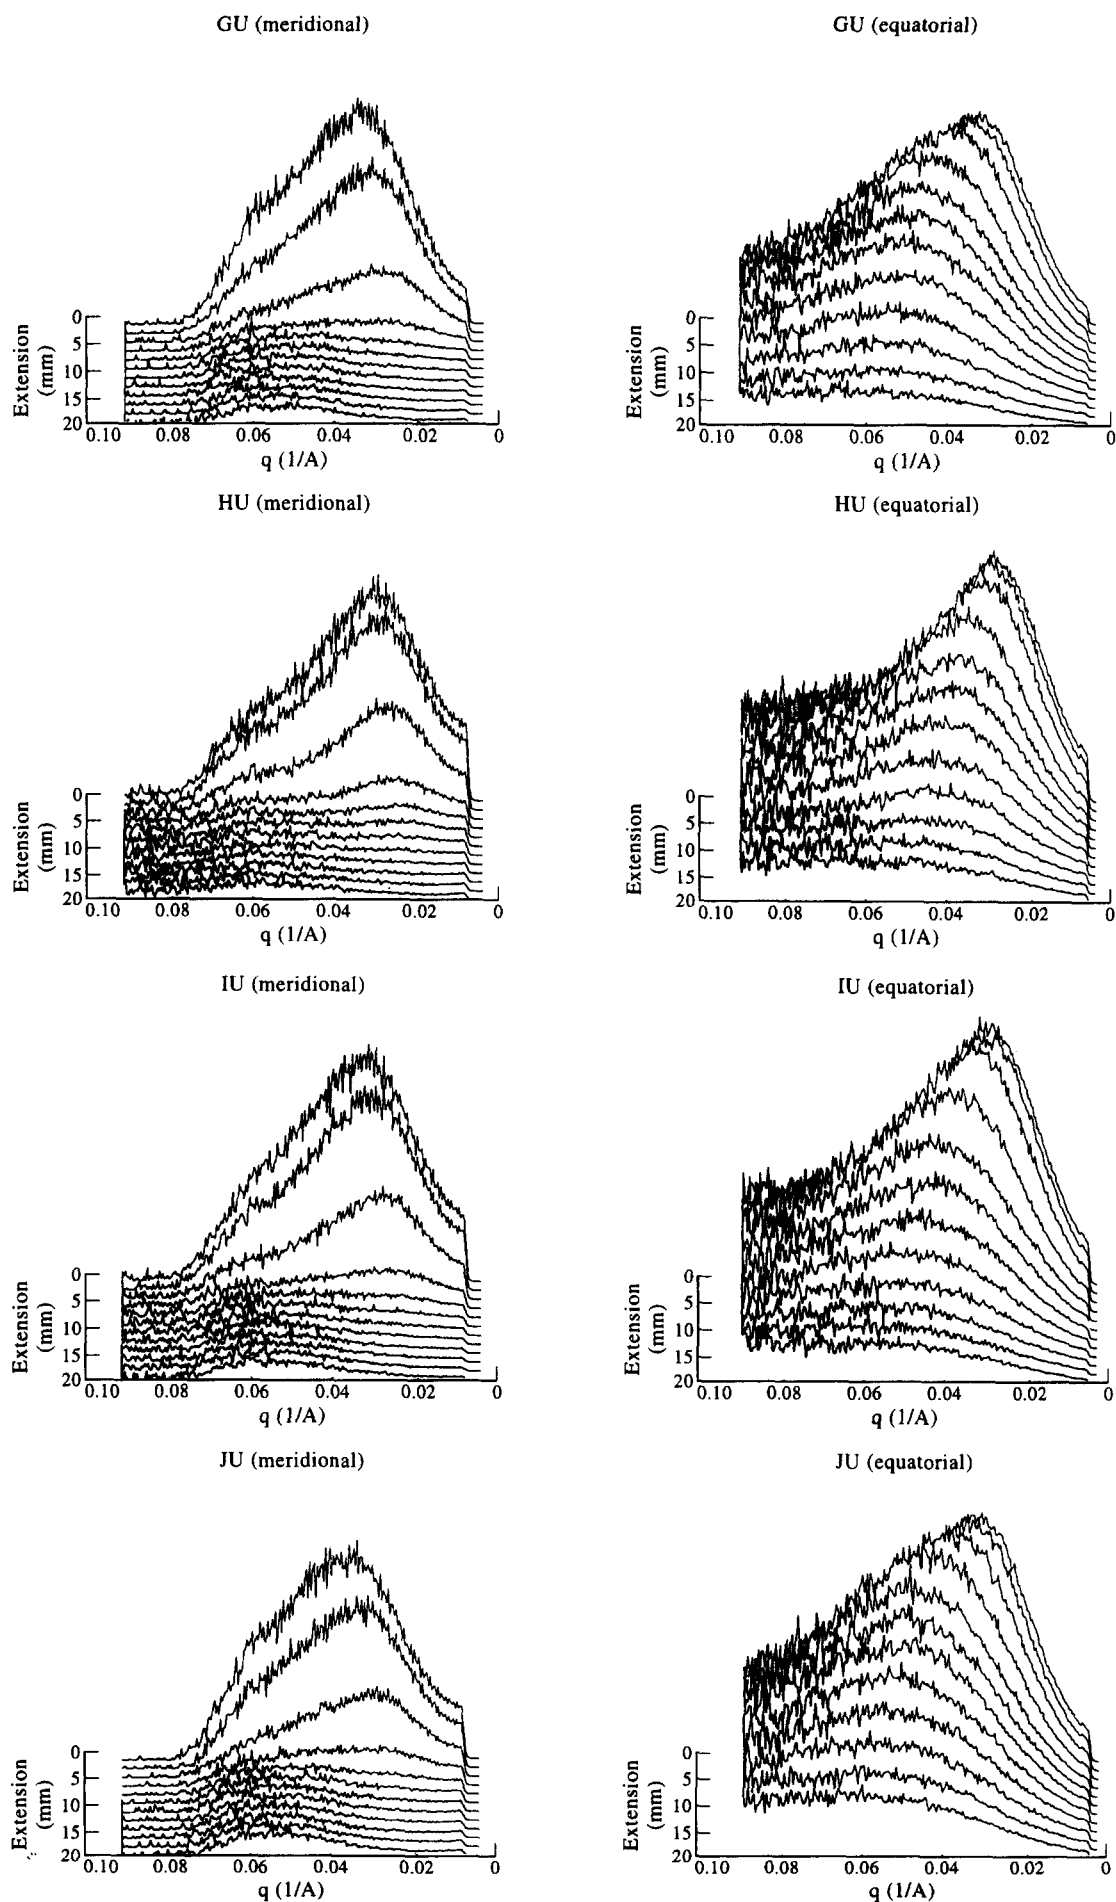 GU (meridional)
GU (equatorial)
Extension
(mm)
0
5
10
15
20
0.10 0.08 0.06 0.04 0.02 0
q (1/A)
Extension
(mm)
0
5
10
15
20
0.10 0.08 0.06 0.04 0.02 0
q (1/A)
HU (meridional)
HU (equatorial)
Extension
(mm)
0
5
10
15
20
0.10 0.08 0.06 0.04 0.02 0
q (1/A)
Extension
(mm)
0
5
10
15
20
0.10 0.08 0.06 0.04 0.02 0
q (1/A)
IU (meridional)
IU (equatorial)
Extension
(mm)
0
5
10
15
20
0.10 0.08 0.06 0.04 0.02 0
q (1/A)
Extension
(mm)
0
5
10
15
20
0.10 0.08 0.06 0.04 0.02 0
q (1/A)
JU (meridional)
JU (equatorial)
Extension
(mm)
0
5
10
15
20
0.10 0.08 0.06 0.04 0.02 0
q (1/A)
Extension
(mm)
0
5
10
15
20
0.10 0.08 0.06 0.04 0.02 0
q (1/A)